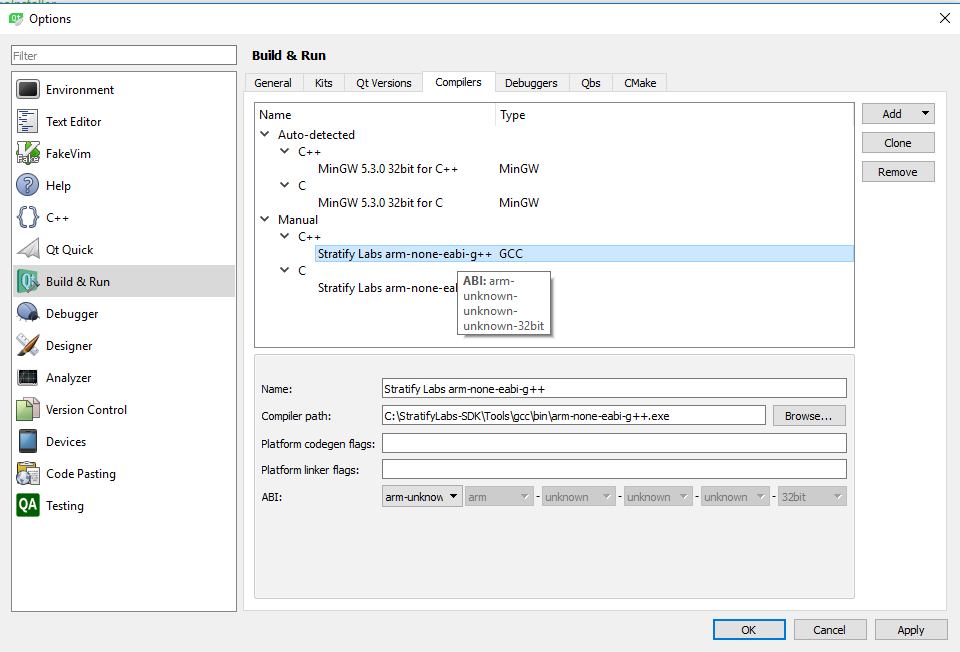 Options
Filter
Environment
Text Editor
FakeVim
Help
C++
Qt Quick
Build & Run
Debugger
Designer
Analyzer
Version Control
Devices
Code Pasting
QA Testing
Build & Run
General Kits Qt Versions Compilers Debuggers Qbs CMake
Name Type
Auto-detected
C++
MinGW 5.3.0 32bit for C++ MinGW
C
MinGW 5.3.0 32bit for C MinGW
Manual
C++
Stratify Labs arm-none-eabi-g++ GCC
C
Stratify Labs arm-none-eal
ABI: arm-
unknown-
unknown-
unknown-32bit
Add
Clone
Remove
Name: Stratify Labs arm-none-eabi-g++
Compiler path: C:\StratifyLabs-SDK\Tools\gcc\bin\arm-none-eabi-g++.exe Browse...
Platform codegen flags:
Platform linker flags:
ABI: arm-unknow arm - unknown - unknown - unknown - 32bit
OK Cancel Apply